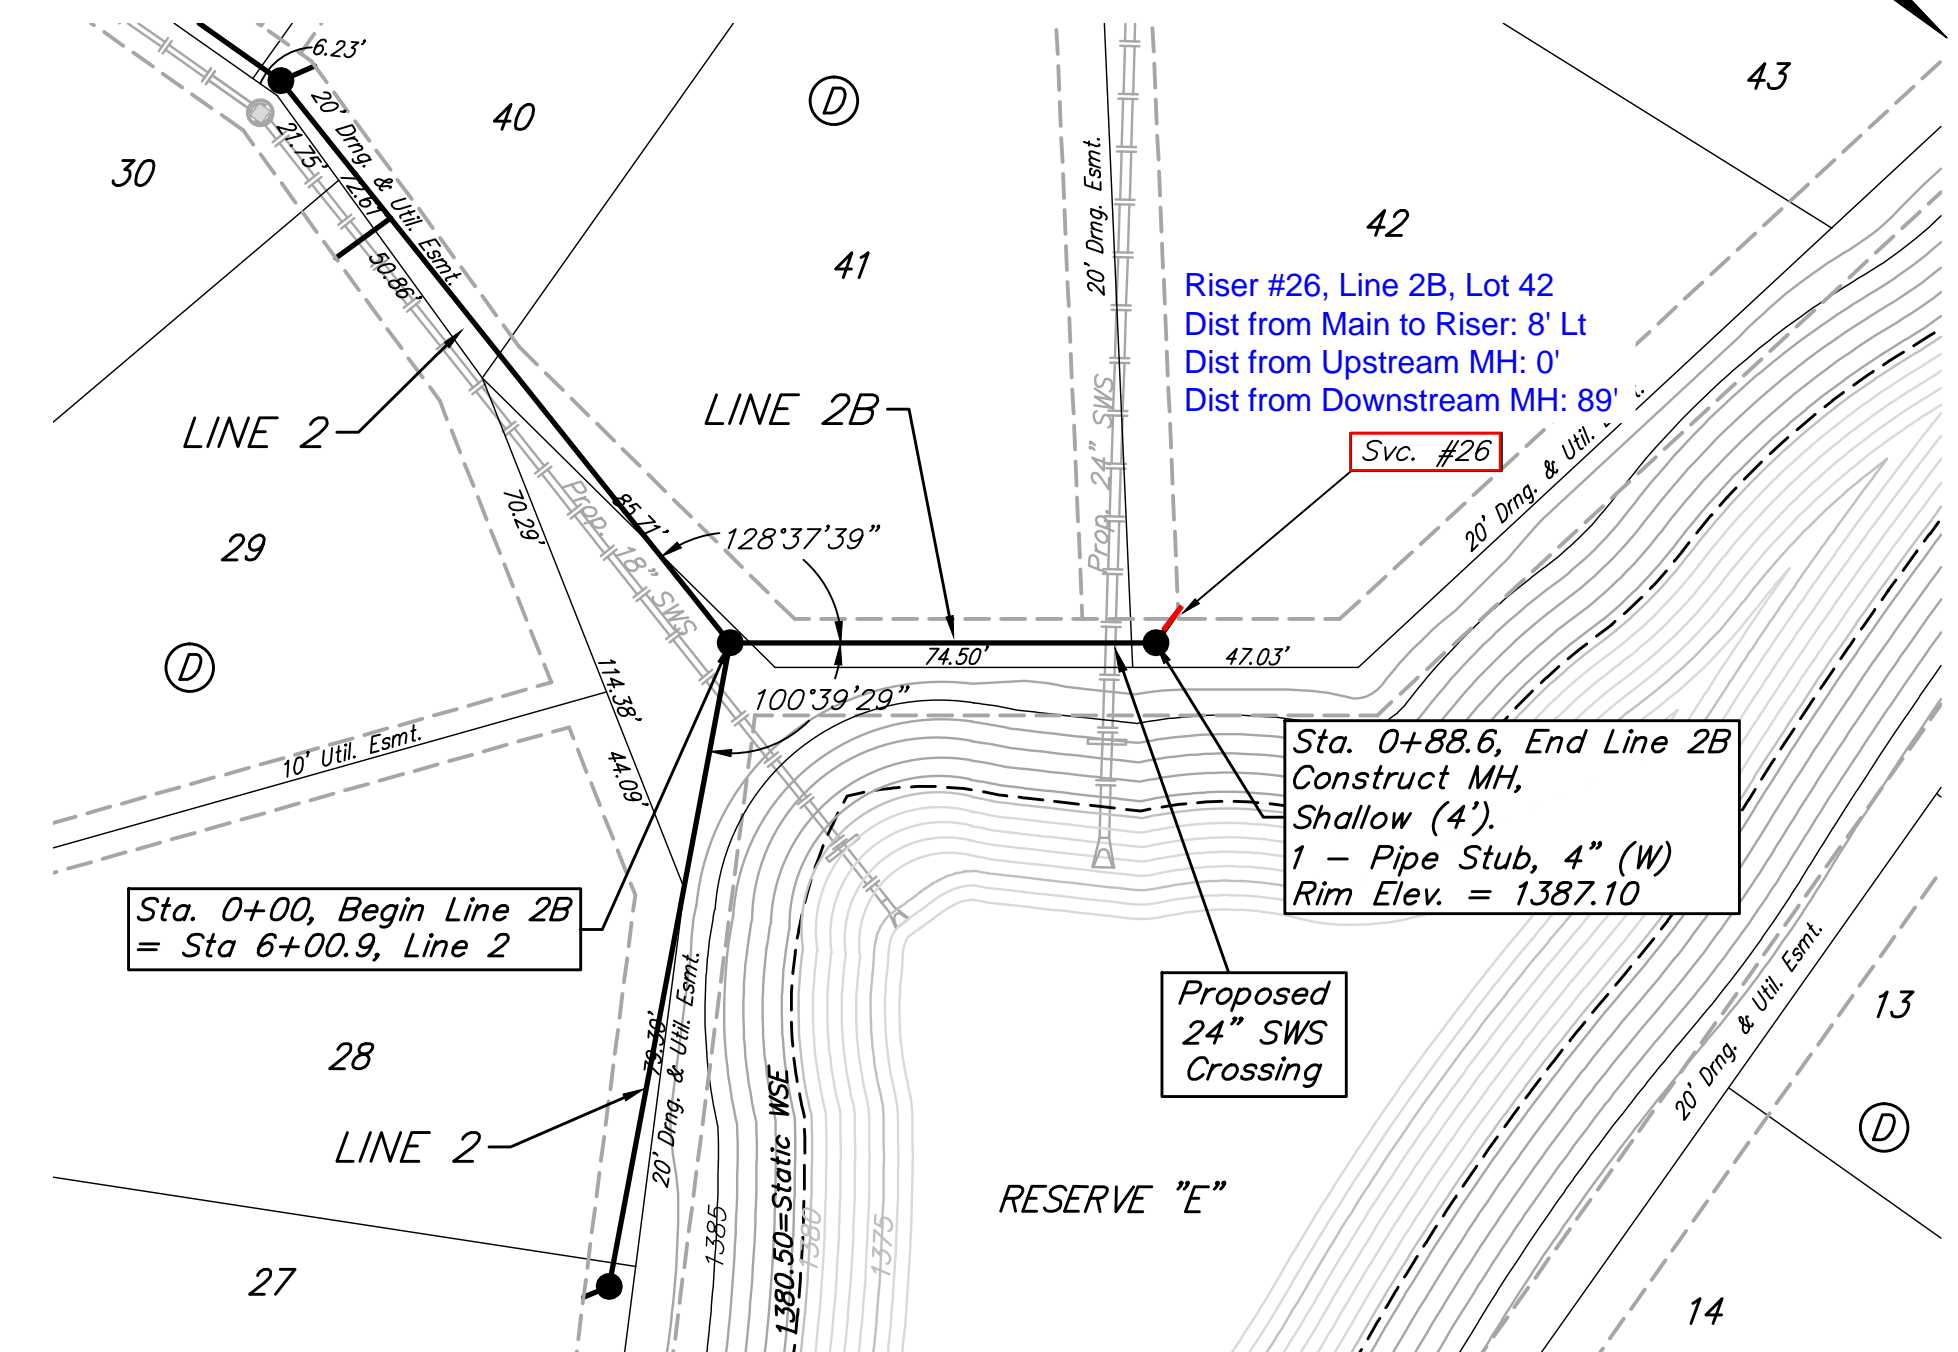 6.23'
20' Drng. & Util. Esmt.
40
D
43
30
21.75'
72.61'
50.86'
41
20' Drng. Esmt.
42
Riser #26, Line 2B, Lot 42
Dist from Main to Riser: 8' Lt
Dist from Upstream MH: 0'
Dist from Downstream MH: 89'
LINE 2
LINE 2B
Prop. 24" SWS
Svc. #26
20' Drng. & Util.
70.29'
Prop. 18" SWS
85.71'
128°37'39"
29
D
74.50'
47.03'
114.38'
100°39'29"
10' Util. Esmt.
44.09'
Sta. 0+88.6, End Line 2B
Construct MH,
Shallow (4').
1 - Pipe Stub, 4" (W)
Rim Elev. = 1387.10
Sta. 0+00, Begin Line 2B
= Sta 6+00.9, Line 2
Proposed
24" SWS
Crossing
13
28
20' Drng. & Util. Esmt.
20' Drng. & Util. Esmt.
D
LINE 2
RESERVE "E"
1385
1380.50=Static WSE
1380
1375
27
14